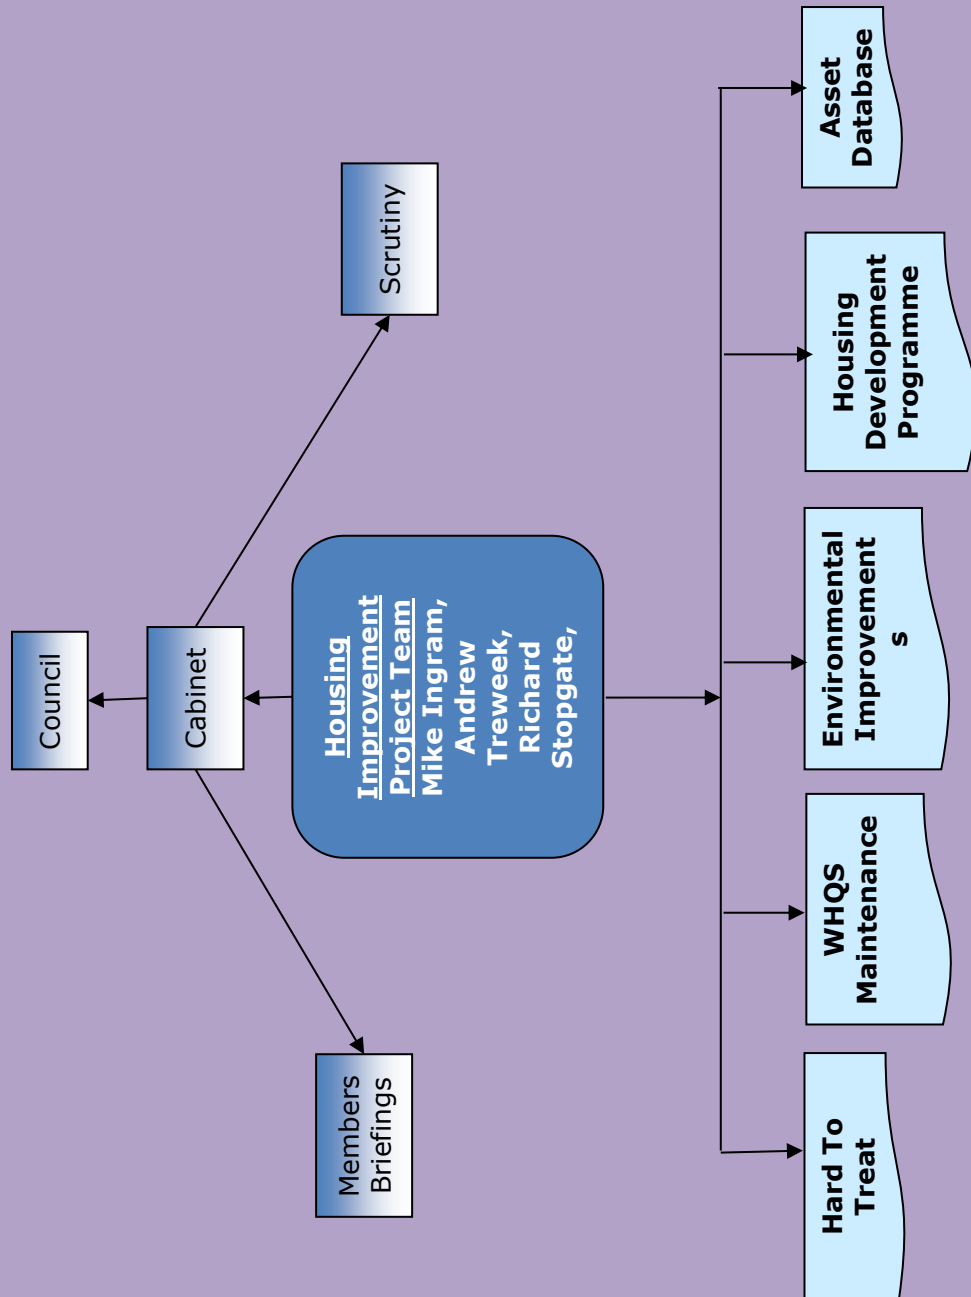 Council
Cabinet
Members
Briefings
Housing
Improvement
Project Team
Mike Ingram,
Andrew
Treweek,
Richard
Stopgate,
Scrutiny
Hard To
Treat
WHQS
Maintenance
Environmental
Improvement
s
Housing
Development
Programme
Asset
Database